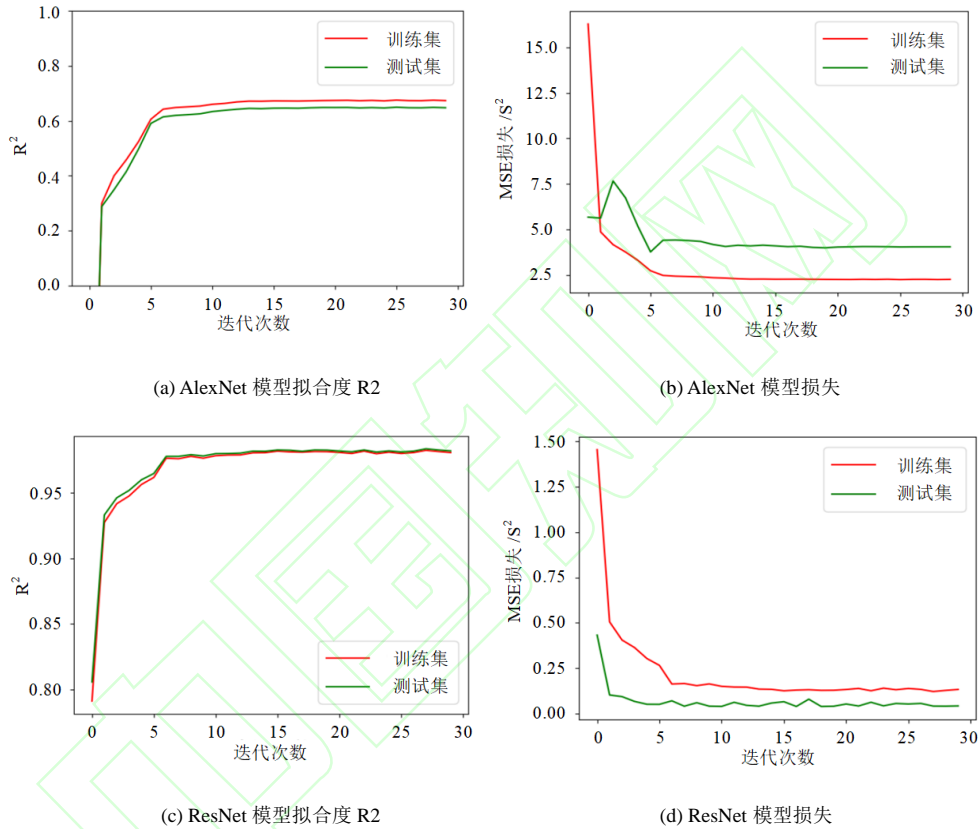 1.0
0.8
0.6
0.4
0.2
0.0
R²
训练集
测试集
0 5 10 15 20 25 30
迭代次数
(a) AlexNet 模型拟合度 R2
15.0
12.5
10.0
7.5
5.0
2.5
MSE损失 /S²
训练集
测试集
0 5 10 15 20 25 30
迭代次数
(b) AlexNet 模型损失
0.95
0.90
0.85
0.80
R²
训练集
测试集
0 5 10 15 20 25 30
迭代次数
(c) ResNet 模型拟合度 R2
1.50
1.25
1.00
0.75
0.50
0.25
0.00
MSE损失 /S²
训练集
测试集
0 5 10 15 20 25 30
迭代次数
(d) ResNet 模型损失